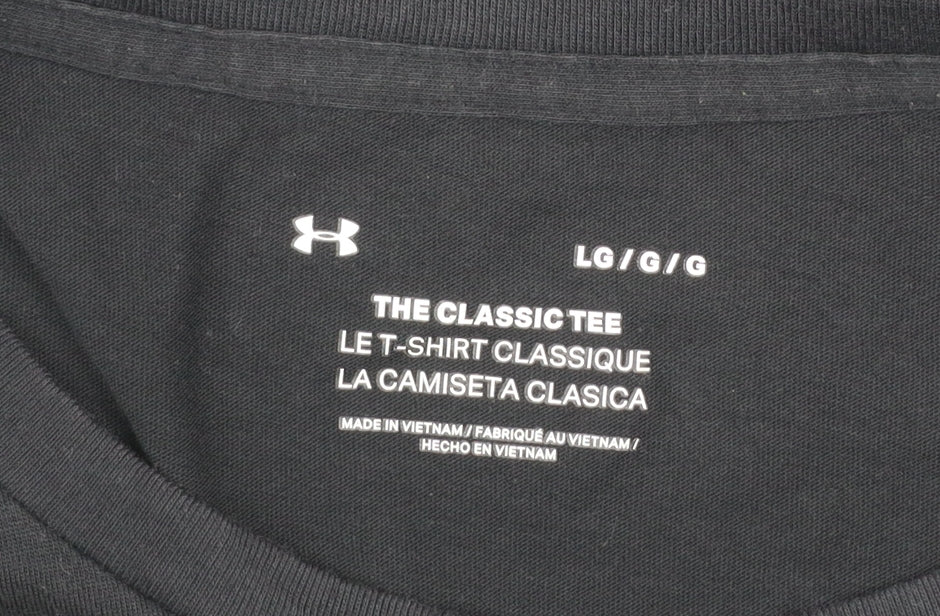 LG / G / G
THE CLASSIC TEE
LE T-SHIRT CLASSIQUE
LA CAMISETA CLASICA
MADE IN VIETNAM / FABRIQUÉ AU VIETNAM /
HECHO EN VIETNAM